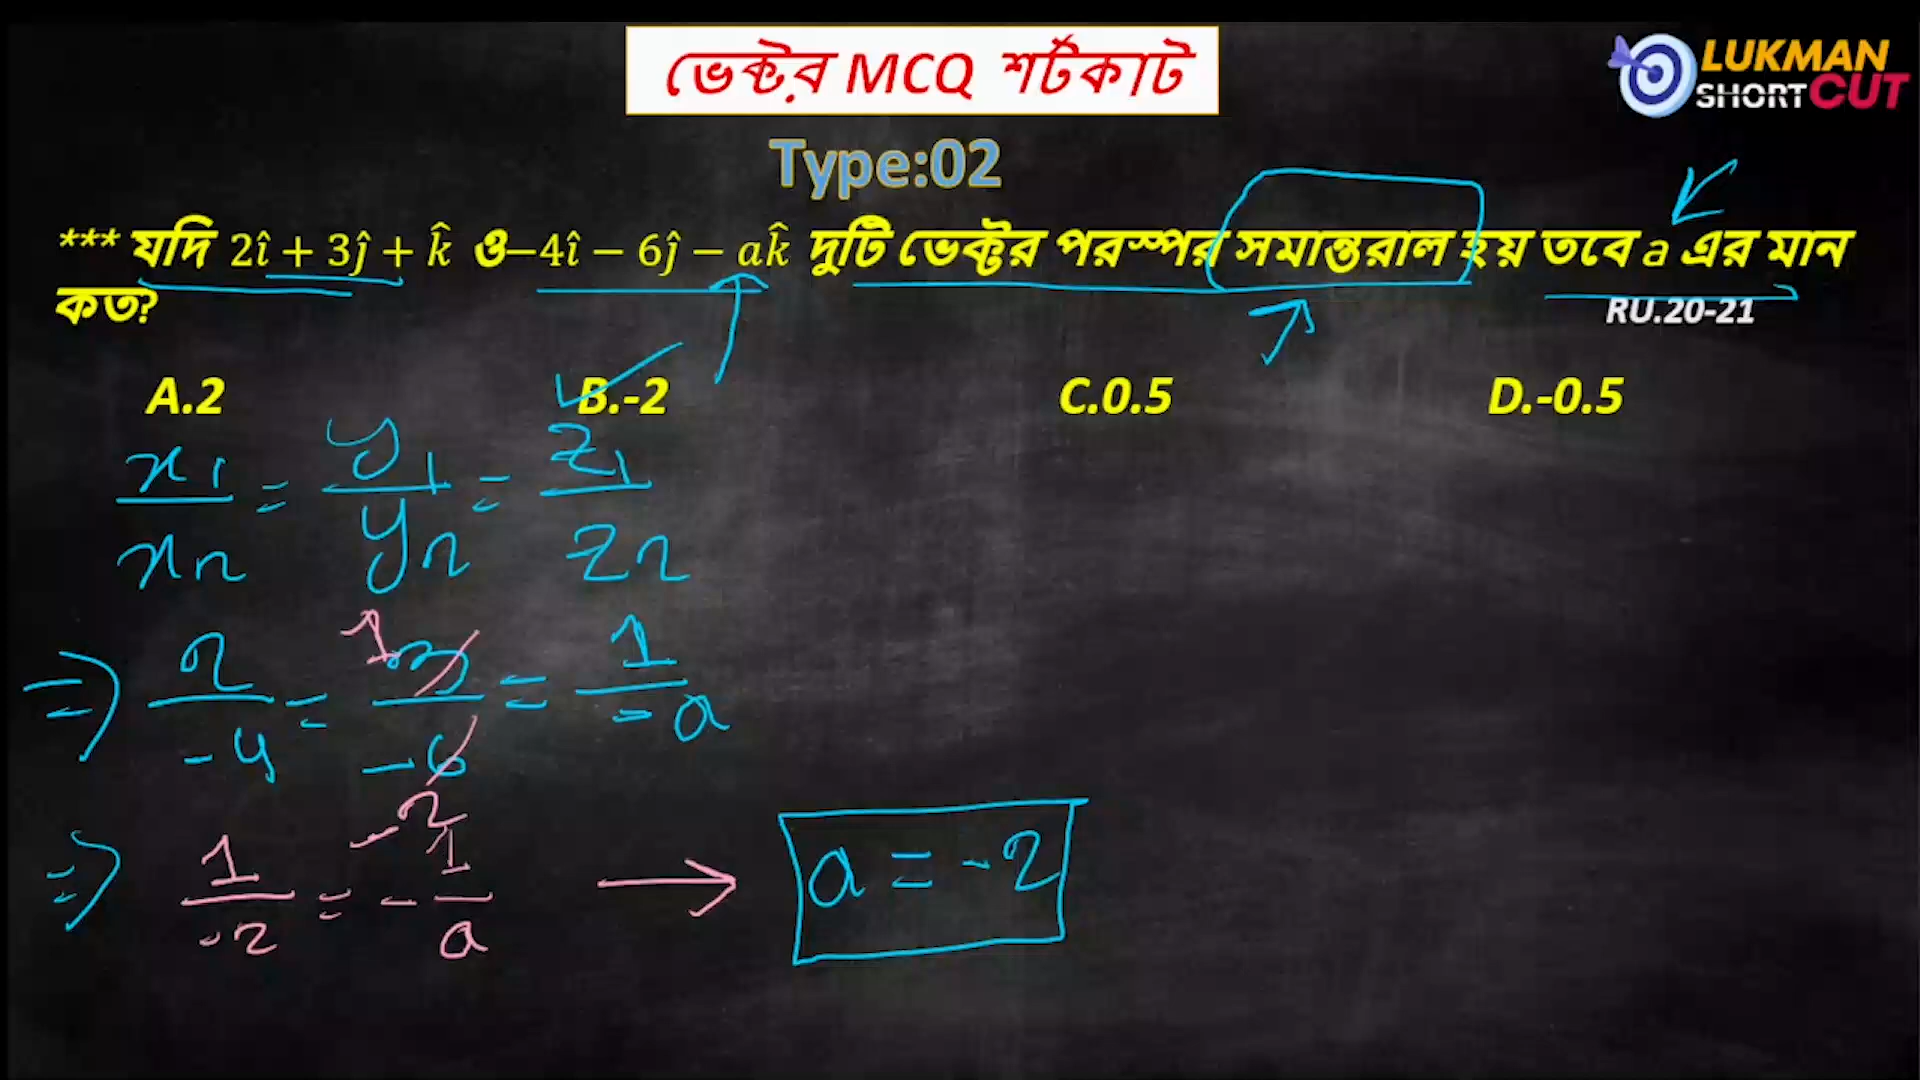 ভেক্টর MCQ শর্টকাট
LUKMAN
SHORT CUT
Type:02
*** যদি 2î + 3ĵ + k̂ ও–4î − 6ĵ − ak̂ দুটি ভেক্টর পরস্পর সমান্তরাল হয় তবে a এর মান
কত?
RU.20-21
A.2 B.-2 C.0.5 D.-0.5
x1/x2 = y1/y2 = z1/z2
⇒ 2/-4 = 3/-6 = 1/-a
1
-2
⇒ 1/-2 = - 1/a → a = -2